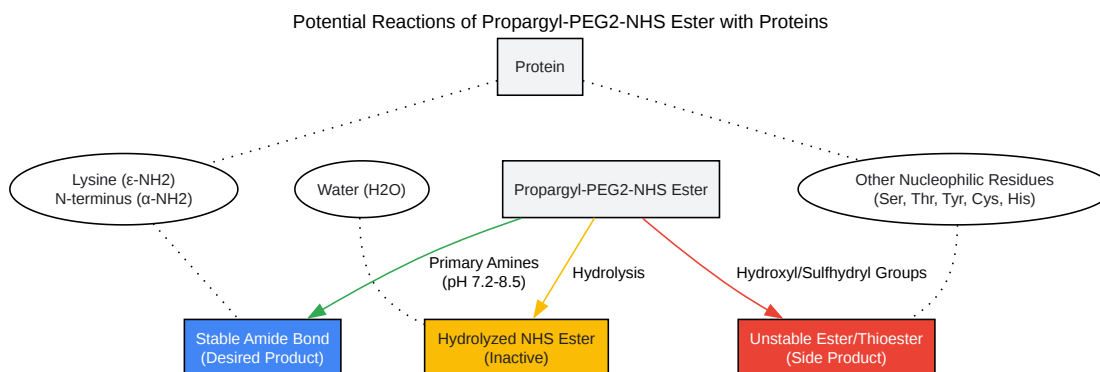 Potential Reactions of Propargyl-PEG2-NHS Ester with Proteins
Protein
Lysine (ε-NH2)
N-terminus (α-NH2)
Water (H2O)
Propargyl-PEG2-NHS Ester
Other Nucleophilic Residues
(Ser, Thr, Tyr, Cys, His)
Primary Amines
(pH 7.2-8.5)
Hydrolysis
Hydroxyl/Sulfhydryl Groups
Stable Amide Bond
(Desired Product)
Hydrolyzed NHS Ester
(Inactive)
Unstable Ester/Thioester
(Side Product)